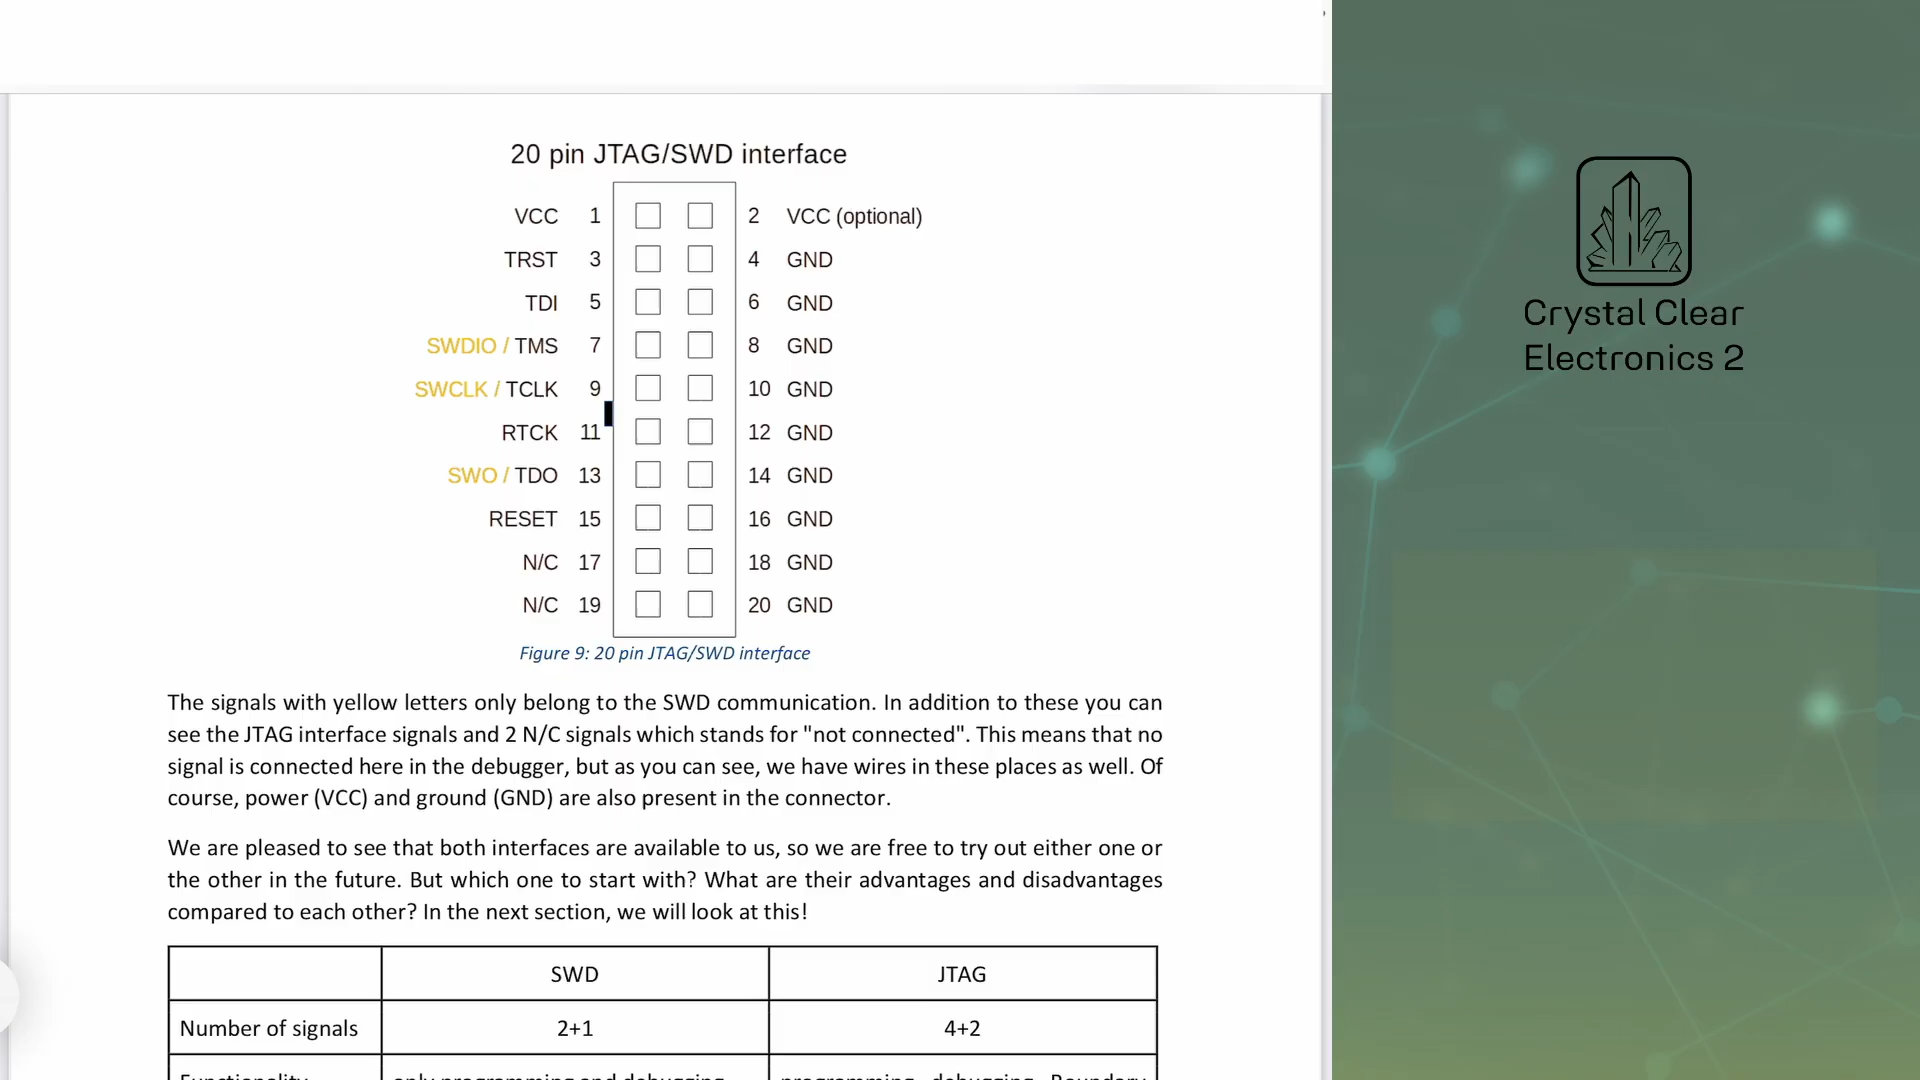 20 pin JTAG/SWD interface
VCC 1 2 VCC (optional)
TRST 3 4 GND
TDI 5 6 GND
SWDIO / TMS 7 8 GND
SWCLK / TCLK 9 10 GND
RTCK 11 12 GND
SWO / TDO 13 14 GND
RESET 15 16 GND
N/C 17 18 GND
N/C 19 20 GND
Figure 9: 20 pin JTAG/SWD interface
The signals with yellow letters only belong to the SWD communication. In addition to these you can
see the JTAG interface signals and 2 N/C signals which stands for "not connected". This means that no
signal is connected here in the debugger, but as you can see, we have wires in these places as well. Of
course, power (VCC) and ground (GND) are also present in the connector.
We are pleased to see that both interfaces are available to us, so we are free to try out either one or
the other in the future. But which one to start with? What are their advantages and disadvantages
compared to each other? In the next section, we will look at this!
SWD JTAG
Number of signals 2+1 4+2
Functionality only programming and debugging programming, debugging, Boundary
Crystal Clear
Electronics 2